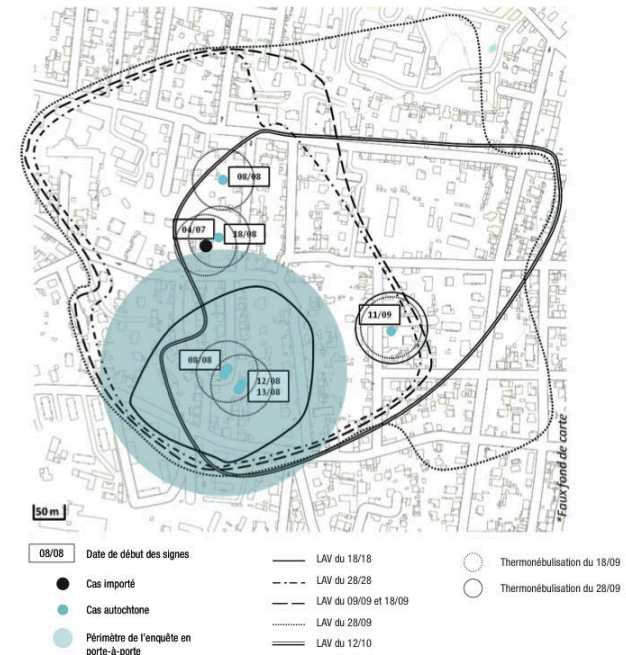 08/08
04/07
18/08
11/09
08/08
12/08
13/08
*Faux fond de carte
50 m
08/08 Date de début des signes
Cas importé
Cas autochtone
Périmètre de l'enquête en
porte-à-porte
LAV du 18/18
LAV du 28/28
LAV du 09/09 et 18/09
LAV du 28/09
LAV du 12/10
Thermonébulisation du 18/09
Thermonébulisation du 28/09